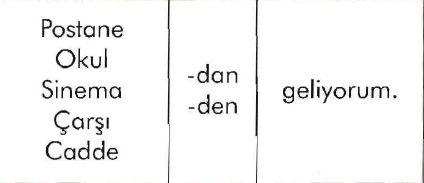 Postane
Okul
Sinema
Çarşı
Cadde
-dan
-den
geliyorum.